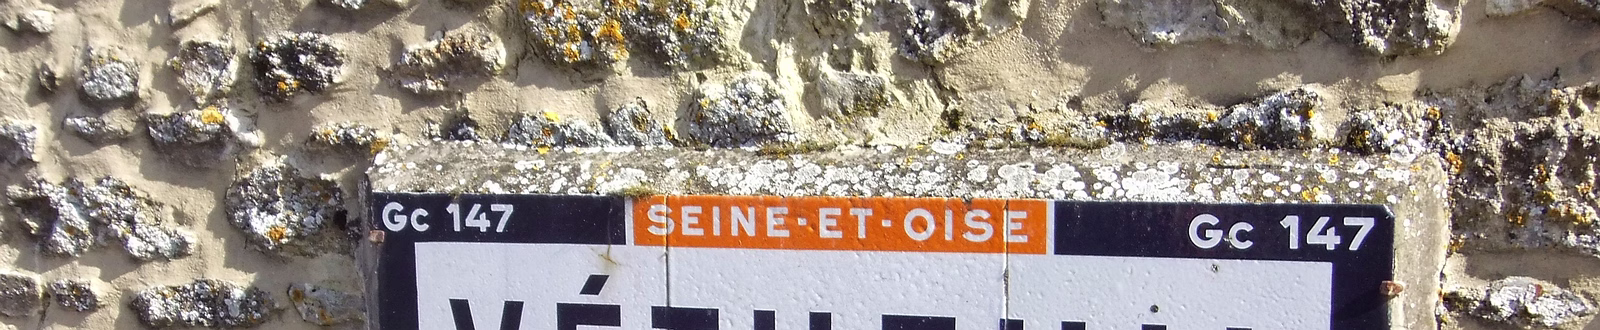 Gc 147 SEINE·ET·OISE Gc 147